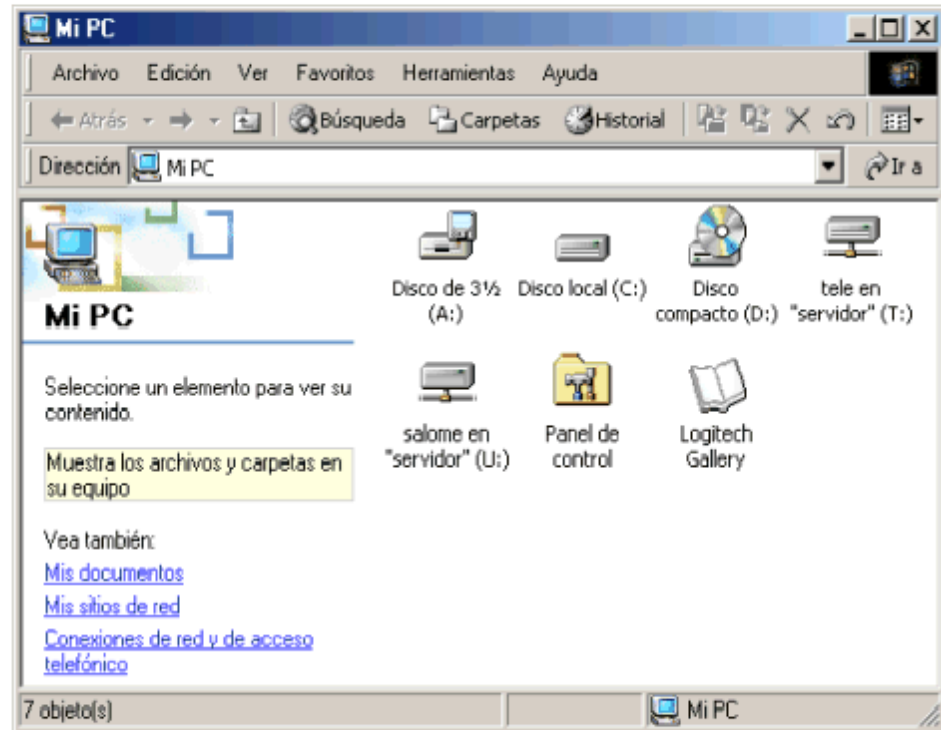 Mi PC
Archivo Edición Ver Favoritos Herramientas Ayuda
Atrás Búsqueda Carpetas Historial
Dirección Mi PC Ir a
Mi PC
Seleccione un elemento para ver su
contenido.
Muestra los archivos y carpetas en
su equipo
Vea también:
Mis documentos
Mis sitios de red
Conexiones de red y de acceso
telefónico
Disco de 3½
(A:)
Disco local (C:)
Disco
compacto (D:)
tele en
"servidor" (T:)
salome en
"servidor" (U:)
Panel de
control
Logitech
Gallery
7 objeto(s)
Mi PC